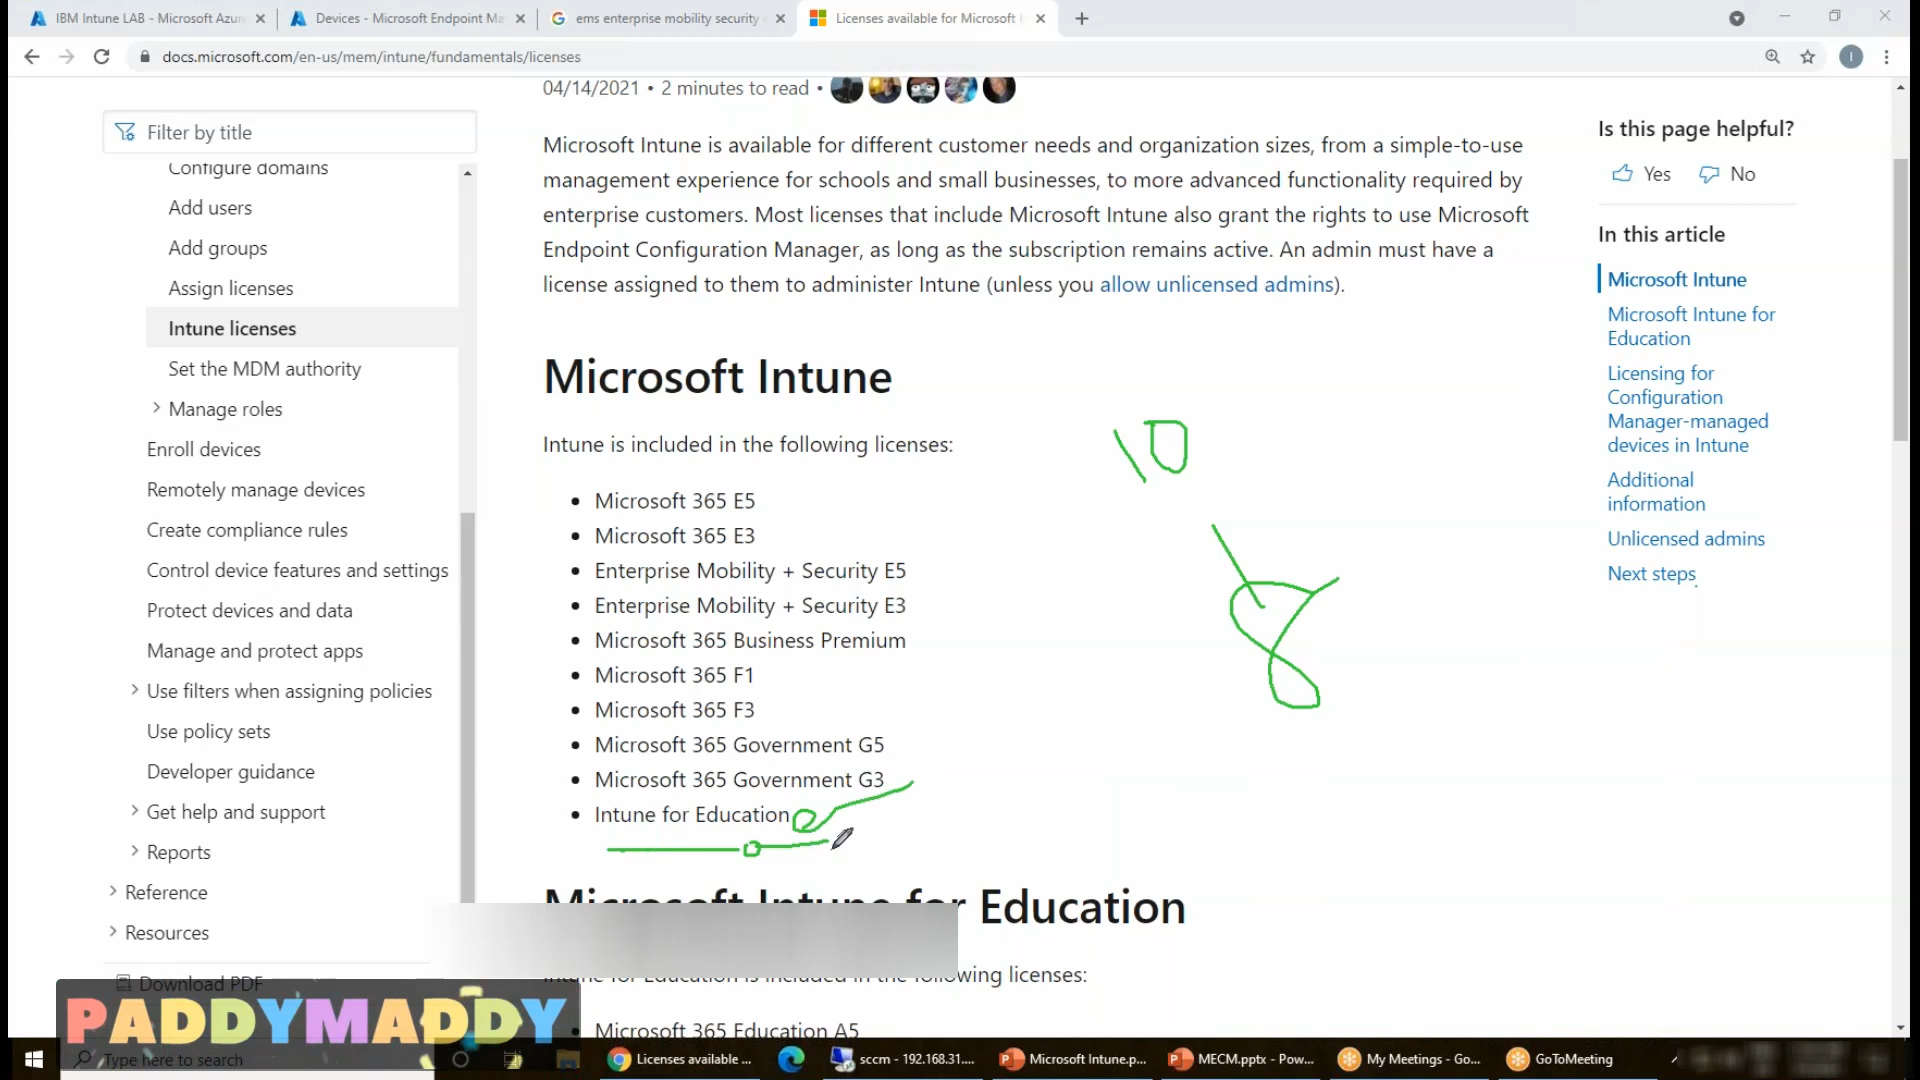 IBM Intune LAB - Microsoft Azur
Devices - Microsoft Endpoint Ma
ems enterprise mobility security
Licenses available for Microsoft I
docs.microsoft.com/en-us/mem/intune/fundamentals/licenses
04/14/2021 • 2 minutes to read •
Filter by title
Configure domains
Add users
Add groups
Assign licenses
Intune licenses
Set the MDM authority
Manage roles
Enroll devices
Remotely manage devices
Create compliance rules
Control device features and settings
Protect devices and data
Manage and protect apps
Use filters when assigning policies
Use policy sets
Developer guidance
Get help and support
Reports
Reference
Resources
Download PDF
Microsoft Intune is available for different customer needs and organization sizes, from a simple-to-use
management experience for schools and small businesses, to more advanced functionality required by
enterprise customers. Most licenses that include Microsoft Intune also grant the rights to use Microsoft
Endpoint Configuration Manager, as long as the subscription remains active. An admin must have a
license assigned to them to administer Intune (unless you allow unlicensed admins).
Microsoft Intune
Intune is included in the following licenses:
• Microsoft 365 E5
• Microsoft 365 E3
• Enterprise Mobility + Security E5
• Enterprise Mobility + Security E3
• Microsoft 365 Business Premium
• Microsoft 365 F1
• Microsoft 365 F3
• Microsoft 365 Government G5
• Microsoft 365 Government G3
• Intune for Education
10
8
Microsoft Intune for Education
Intune for Education is included in the following licenses:
• Microsoft 365 Education A5
Is this page helpful?
Yes No
In this article
Microsoft Intune
Microsoft Intune for
Education
Licensing for
Configuration
Manager-managed
devices in Intune
Additional
information
Unlicensed admins
Next steps
PADDYMADDY
Type here to search
Licenses available ...
sccm - 192.168.31....
Microsoft Intune.p...
MECM.pptx - Pow...
My Meetings - Go...
GoToMeeting